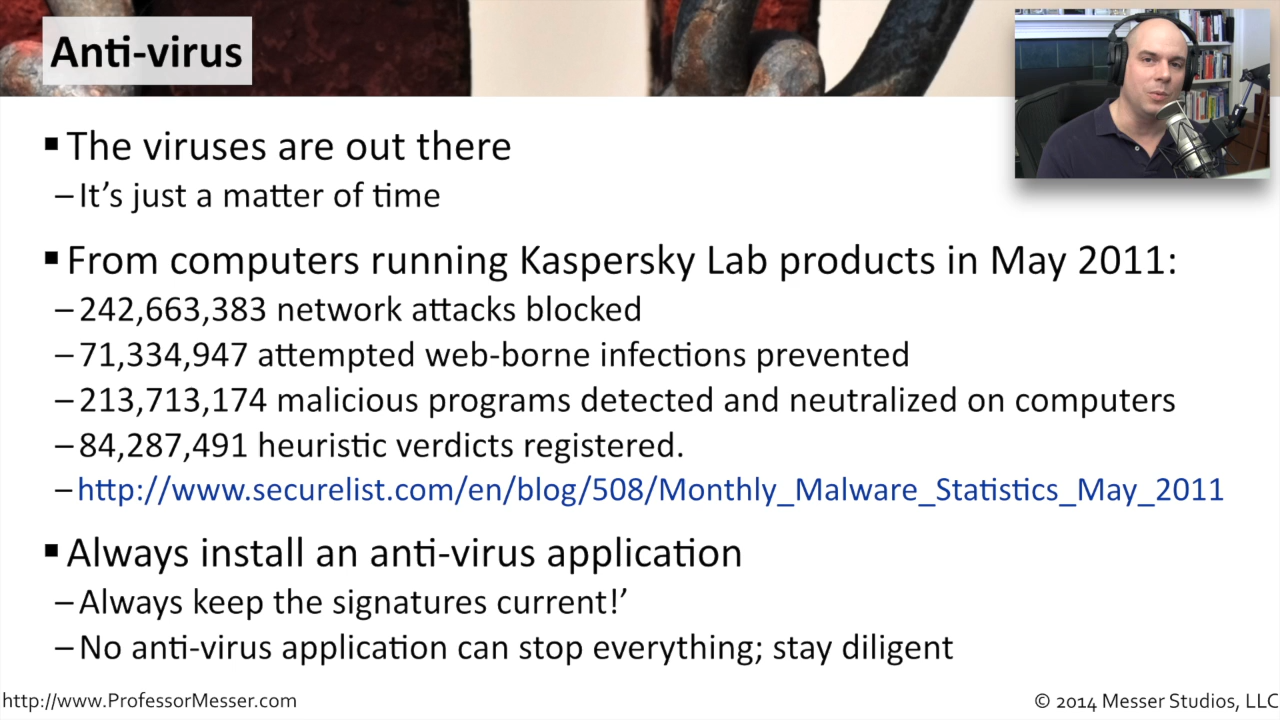 Anti-virus
▪ The viruses are out there
– It’s just a matter of time
▪ From computers running Kaspersky Lab products in May 2011:
– 242,663,383 network attacks blocked
– 71,334,947 attempted web-borne infections prevented
– 213,713,174 malicious programs detected and neutralized on computers
– 84,287,491 heuristic verdicts registered.
– http://www.securelist.com/en/blog/508/Monthly_Malware_Statistics_May_2011
▪ Always install an anti-virus application
– Always keep the signatures current!’
– No anti-virus application can stop everything; stay diligent
http://www.ProfessorMesser.com
© 2014 Messer Studios, LLC